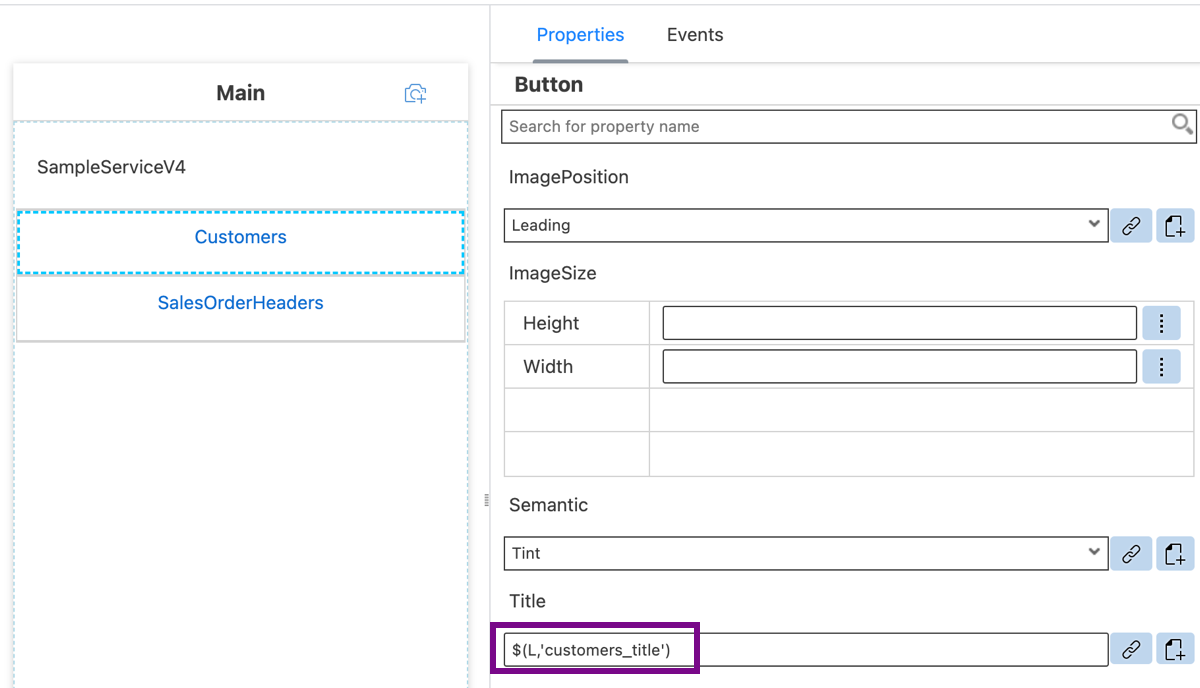 Main
SampleServiceV4
Customers
SalesOrderHeaders
Properties Events
Button
Search for property name
ImagePosition
Leading
ImageSize
Height
Width
Semantic
Tint
Title
$(L,'customers_title')